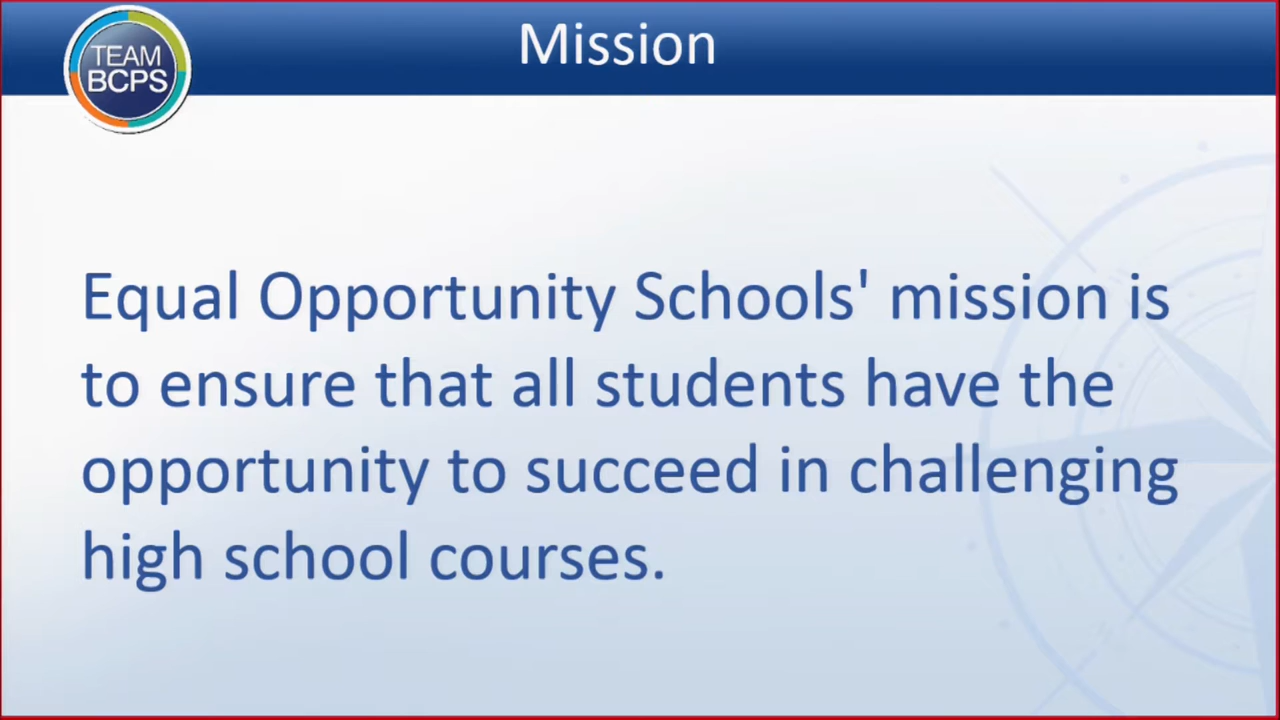 Mission
TEAM
BCPS
Equal Opportunity Schools' mission is
to ensure that all students have the
opportunity to succeed in challenging
high school courses.